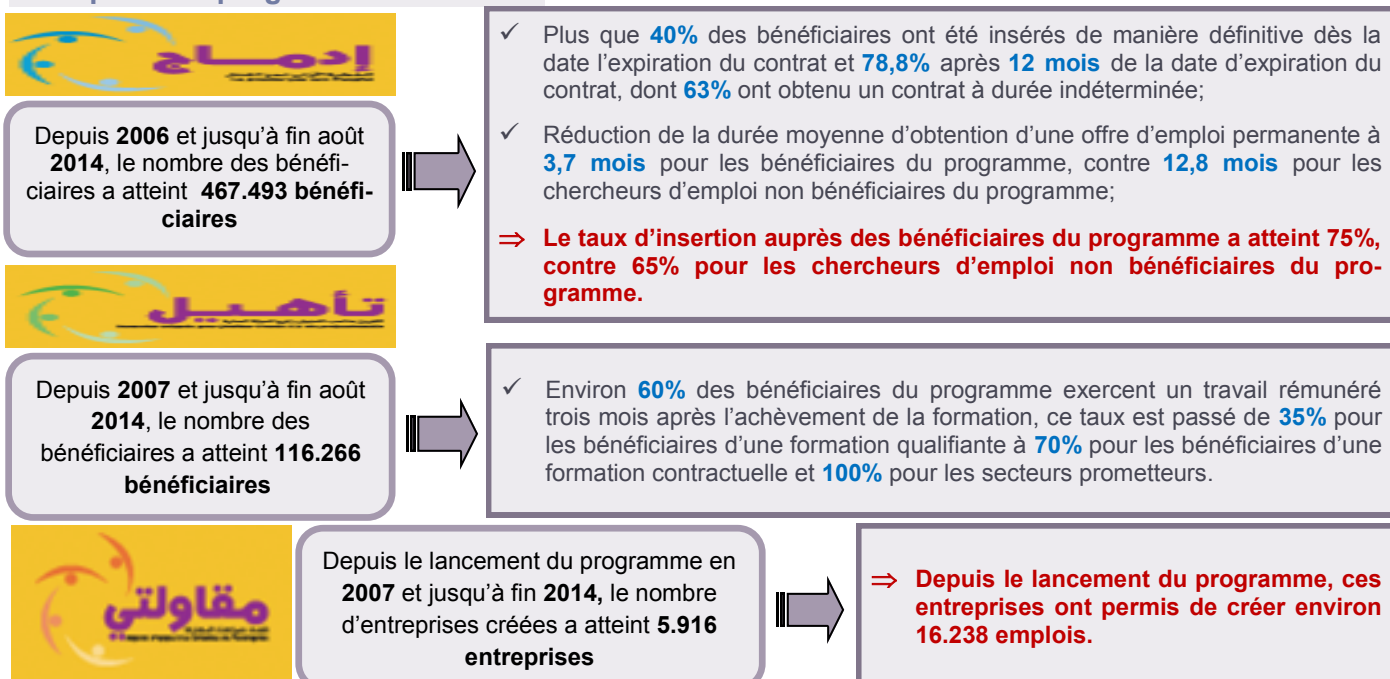 إدماج
Depuis 2006 et jusqu’à fin août
2014, le nombre des bénéfi-
ciaires a atteint 467.493 bénéfi-
ciaires
✓ Plus que 40% des bénéficiaires ont été insérés de manière définitive dès la
date l’expiration du contrat et 78,8% après 12 mois de la date d’expiration du
contrat, dont 63% ont obtenu un contrat à durée indéterminée;
✓ Réduction de la durée moyenne d’obtention d’une offre d’emploi permanente à
3,7 mois pour les bénéficiaires du programme, contre 12,8 mois pour les
chercheurs d’emploi non bénéficiaires du programme;
⇒ Le taux d’insertion auprès des bénéficiaires du programme a atteint 75%,
contre 65% pour les chercheurs d’emploi non bénéficiaires du pro-
gramme.
تأهيل
Depuis 2007 et jusqu’à fin août
2014, le nombre des
bénéficiaires a atteint 116.266
bénéficiaires
✓ Environ 60% des bénéficiaires du programme exercent un travail rémunéré
trois mois après l’achèvement de la formation, ce taux est passé de 35% pour
les bénéficiaires d’une formation qualifiante à 70% pour les bénéficiaires d’une
formation contractuelle et 100% pour les secteurs prometteurs.
مقاولتي
Depuis le lancement du programme en
2007 et jusqu’à fin 2014, le nombre
d’entreprises créées a atteint 5.916
entreprises
⇒ Depuis le lancement du programme, ces
entreprises ont permis de créer environ
16.238 emplois.